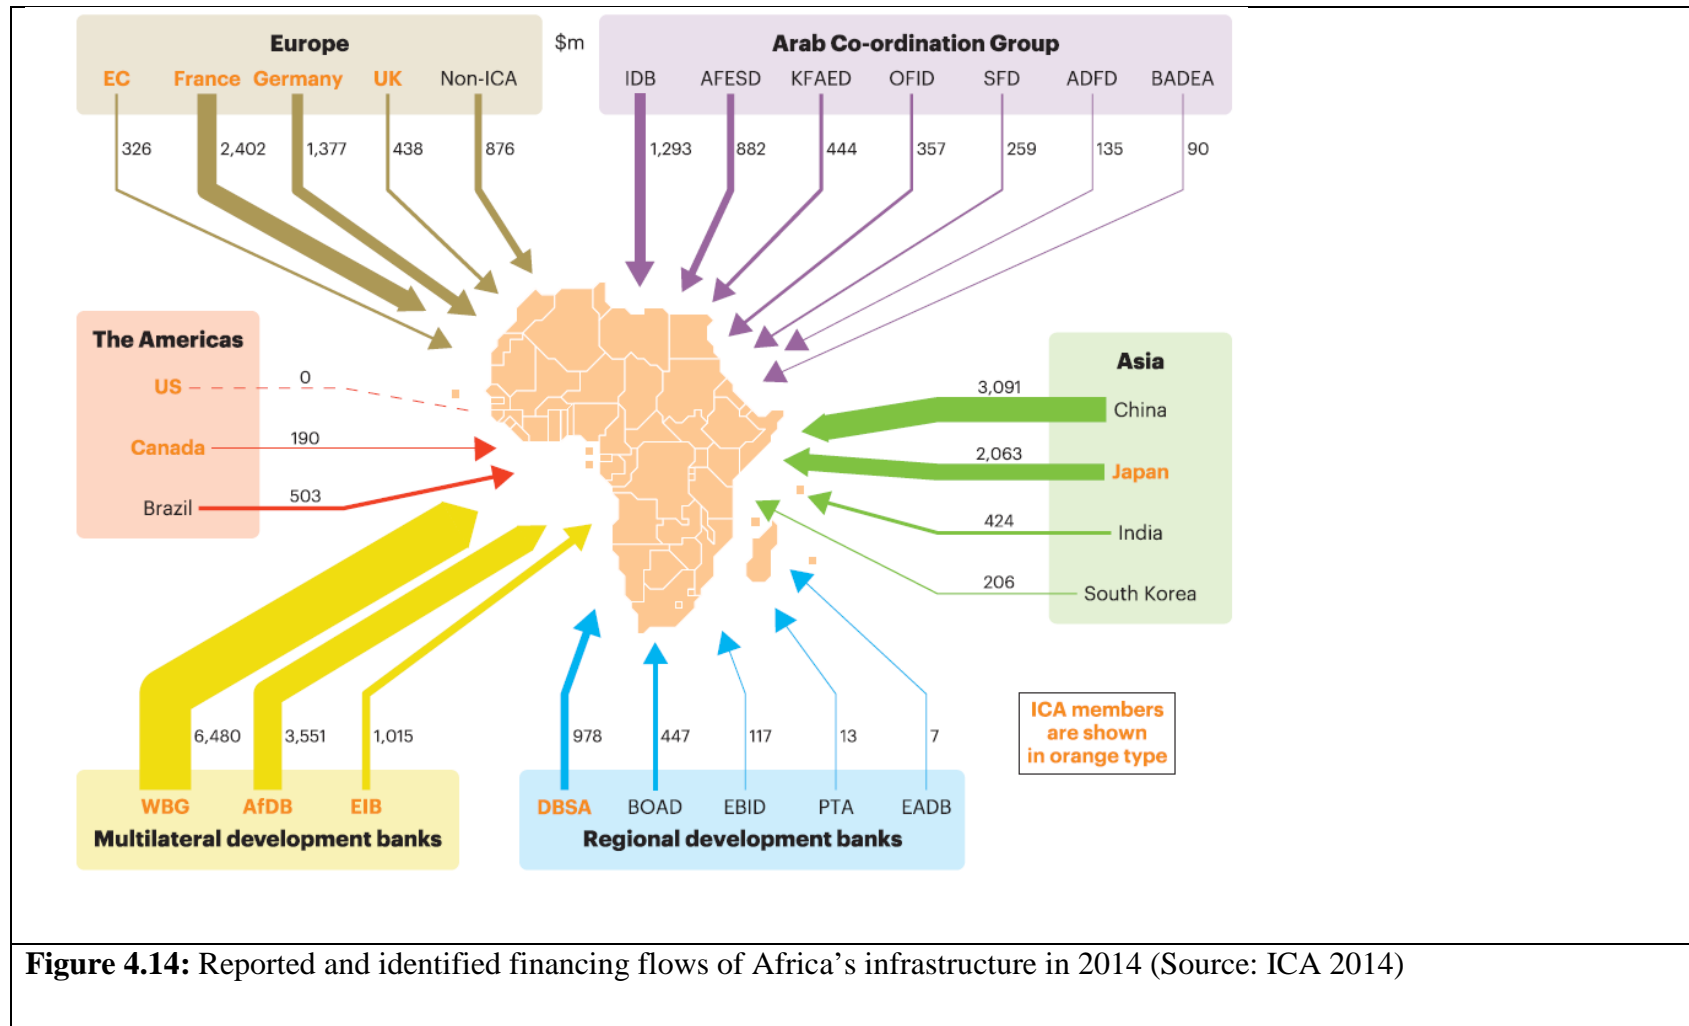 Europe
$m
Arab Co-ordination Group
EC France Germany UK Non-ICA
IDB AFESD KFAED OFID SFD ADFD BADEA
326 2,402 1,377 438 876
1,293 882 444 357 259 135 90
The Americas
US 0
Canada 190
Brazil 503
Asia
3,091 China
2,063 Japan
424 India
206 South Korea
6,480 3,551 1,015
978 447 117 13 7
WBG AfDB EIB
Multilateral development banks
DBSA BOAD EBID PTA EADB
Regional development banks
ICA members
are shown
in orange type
Figure 4.14: Reported and identified financing flows of Africa’s infrastructure in 2014 (Source: ICA 2014)